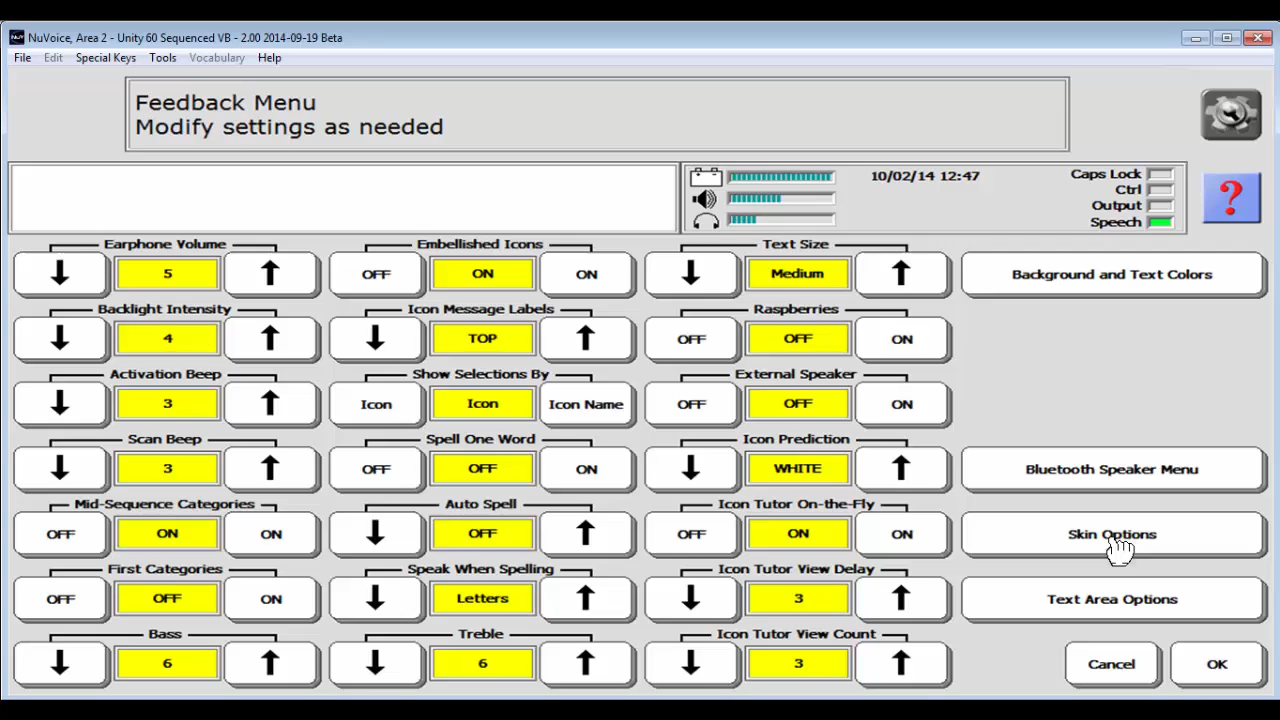 NuVoice, Area 2 - Unity 60 Sequenced VB - 2.00 2014-09-19 Beta
File Edit Special Keys Tools Vocabulary Help
Feedback Menu
Modify settings as needed
10/02/14 12:47
Caps Lock
Ctrl
Output
Speech
?
Earphone Volume Embellished Icons Text Size
5 OFF ON ON Medium Background and Text Colors
Backlight Intensity Icon Message Labels Raspberries
4 TOP OFF OFF ON
Activation Beep Show Selections By External Speaker
3 Icon Icon Icon Name OFF OFF ON
Scan Beep Spell One Word Icon Prediction
3 OFF OFF ON WHITE Bluetooth Speaker Menu
Mid-Sequence Categories Auto Spell Icon Tutor On-the-Fly
OFF ON ON OFF OFF ON ON Skin Options
First Categories Speak When Spelling Icon Tutor View Delay
OFF OFF ON Letters 3 Text Area Options
Bass Treble Icon Tutor View Count
6 6 3 Cancel OK